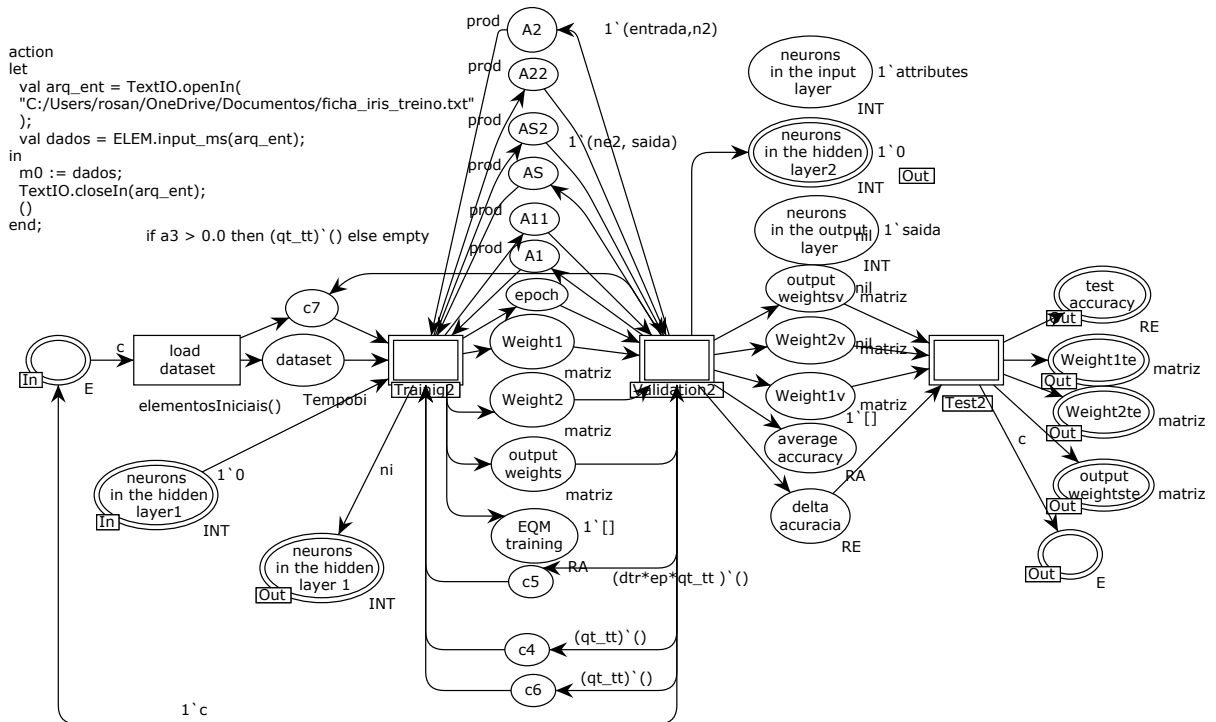 action
let
val arq_ent = TextIO.openIn(
"C:/Users/rosan/OneDrive/Documentos/ficha_iris_treino.txt"
);
val dados = ELEM.input_ms(arq_ent);
in
m0 := dados;
TextIO.closeIn(arq_ent);
()
end;
if a3 > 0.0 then (qt_tt)`() else empty
prod
A2
1`(entrada,n2)
prod
A22
prod
AS2
1`(ne2, saida)
prod
AS
A11
prod
A1
epoch
neurons
in the input
layer
1`attributes
INT
neurons
in the hidden
layer2
1`0
INT
Out
neurons
in the output
layer
1`saida
nil
INT
c7
In
E
c
load
dataset
dataset
elementosIniciais()
Tempobi
Trainig2
Weight1
matriz
Weight2
matriz
output
weights
matriz
EQM
training
1`[]
RA
Validation2
output
weightsv
nil
matriz
Weight2v
nil
matriz
Weight1v
matriz
1`[]
average
accuracy
RA
delta
acuracia
RE
Test2
test
accuracy
Out
RE
Weight1te
Out
matriz
Weight2te
Out
matriz
output
weightste
Out
matriz
c
Out
E
neurons
in the hidden
layer1
1`0
In
INT
ni
neurons
in the hidden
layer 1
Out
INT
c5
(dtr*ep*qt_tt )`()
c4
(qt_tt)`()
c6
(qt_tt)`()
1`c